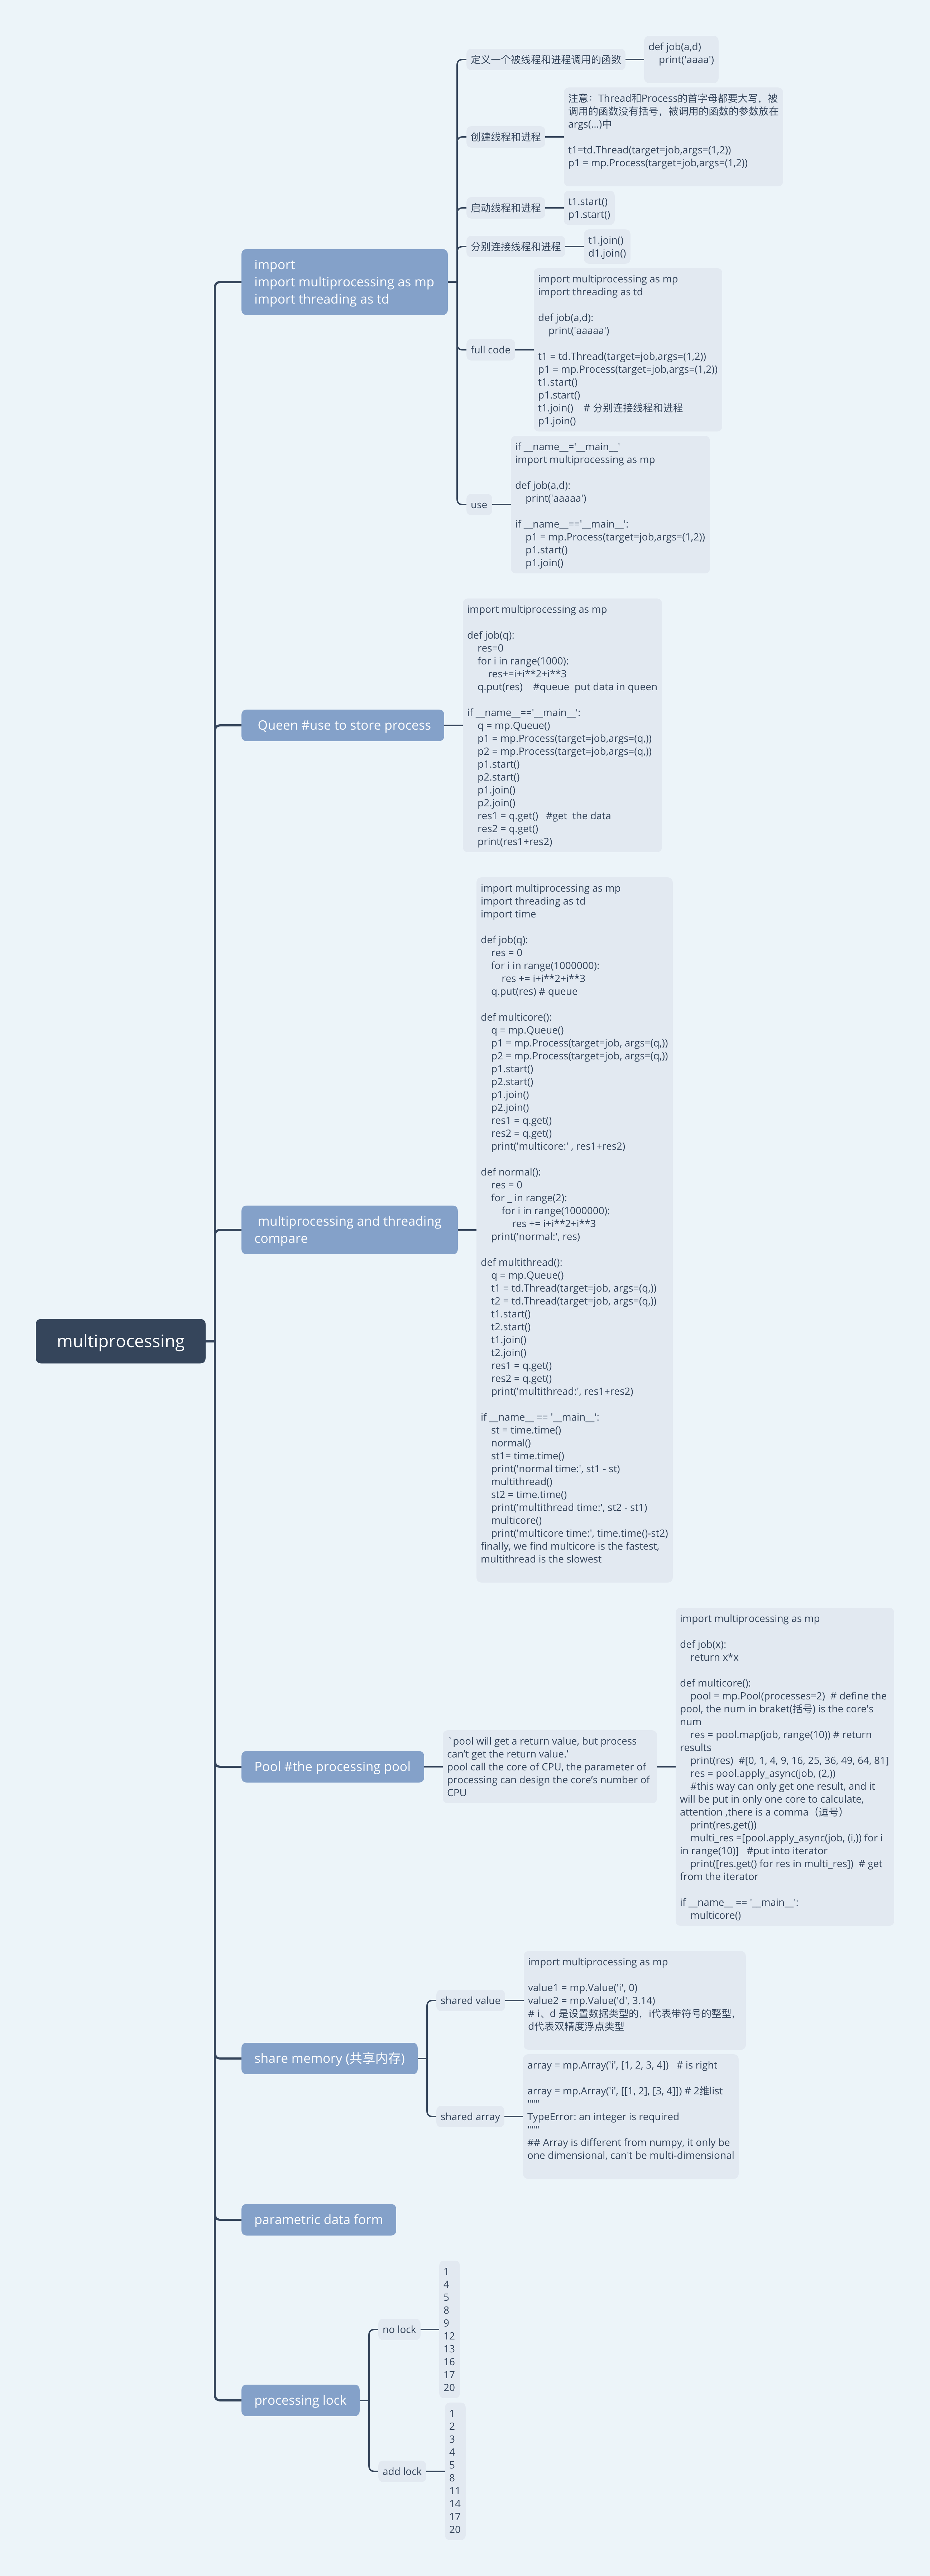 multiprocessing
import
import multiprocessing as mp
import threading as td
定义一个被线程和进程调用的函数
def job(a,d)
    print('aaaa')
创建线程和进程
注意：Thread和Process的首字母都要大写，被
调用的函数没有括号，被调用的函数的参数放在
args(...)中
t1=td.Thread(target=job,args=(1,2))
p1 = mp.Process(target=job,args=(1,2))
启动线程和进程
t1.start()
p1.start()
分别连接线程和进程
t1.join()
d1.join()
full code
import multiprocessing as mp
import threading as td
def job(a,d):
    print('aaaaa')
t1 = td.Thread(target=job,args=(1,2))
p1 = mp.Process(target=job,args=(1,2))
t1.start()
p1.start()
t1.join()    # 分别连接线程和进程
p1.join()
use
if __name__='__main__'
import multiprocessing as mp
def job(a,d):
    print('aaaaa')
if __name__=='__main__':
    p1 = mp.Process(target=job,args=(1,2))
    p1.start()
    p1.join()
Queen #use to store process
import multiprocessing as mp
def job(q):
    res=0
    for i in range(1000):
        res+=i+i**2+i**3
    q.put(res)    #queue  put data in queen
if __name__=='__main__':
    q = mp.Queue()
    p1 = mp.Process(target=job,args=(q,))
    p2 = mp.Process(target=job,args=(q,))
    p1.start()
    p2.start()
    p1.join()
    p2.join()
    res1 = q.get()   #get  the data
    res2 = q.get()
    print(res1+res2)
multiprocessing and threading
compare
import multiprocessing as mp
import threading as td
import time
def job(q):
    res = 0
    for i in range(1000000):
        res += i+i**2+i**3
    q.put(res) # queue
def multicore():
    q = mp.Queue()
    p1 = mp.Process(target=job, args=(q,))
    p2 = mp.Process(target=job, args=(q,))
    p1.start()
    p2.start()
    p1.join()
    p2.join()
    res1 = q.get()
    res2 = q.get()
    print('multicore:' , res1+res2)
def normal():
    res = 0
    for _ in range(2):
        for i in range(1000000):
            res += i+i**2+i**3
    print('normal:', res)
def multithread():
    q = mp.Queue()
    t1 = td.Thread(target=job, args=(q,))
    t2 = td.Thread(target=job, args=(q,))
    t1.start()
    t2.start()
    t1.join()
    t2.join()
    res1 = q.get()
    res2 = q.get()
    print('multithread:', res1+res2)
if __name__ == '__main__':
    st = time.time()
    normal()
    st1= time.time()
    print('normal time:', st1 - st)
    multithread()
    st2 = time.time()
    print('multithread time:', st2 - st1)
    multicore()
    print('multicore time:', time.time()-st2)
finally, we find multicore is the fastest,
multithread is the slowest
Pool #the processing pool
`pool will get a return value, but process
can’t get the return value.’
pool call the core of CPU, the parameter of
processing can design the core’s number of
CPU
import multiprocessing as mp
def job(x):
    return x*x
def multicore():
    pool = mp.Pool(processes=2)  # define the
pool, the num in braket(括号) is the core's
num
    res = pool.map(job, range(10)) # return
results
    print(res)  #[0, 1, 4, 9, 16, 25, 36, 49, 64, 81]
    res = pool.apply_async(job, (2,))
    #this way can only get one result, and it
will be put in only one core to calculate,
attention ,there is a comma（逗号）
    print(res.get())
    multi_res =[pool.apply_async(job, (i,)) for i
in range(10)]   #put into iterator
    print([res.get() for res in multi_res])  # get
from the iterator
if __name__ == '__main__':
    multicore()
share memory (共享内存)
shared value
import multiprocessing as mp
value1 = mp.Value('i', 0)
value2 = mp.Value('d', 3.14)
# i、d 是设置数据类型的，i代表带符号的整型，
d代表双精度浮点类型
shared array
array = mp.Array('i', [1, 2, 3, 4])   # is right
array = mp.Array('i', [[1, 2], [3, 4]]) # 2维list
"""
TypeError: an integer is required
"""
## Array is different from numpy, it only be
one dimensional, can't be multi-dimensional
parametric data form
processing lock
no lock
1
4
5
8
9
12
13
16
17
20
add lock
1
2
3
4
5
8
11
14
17
20